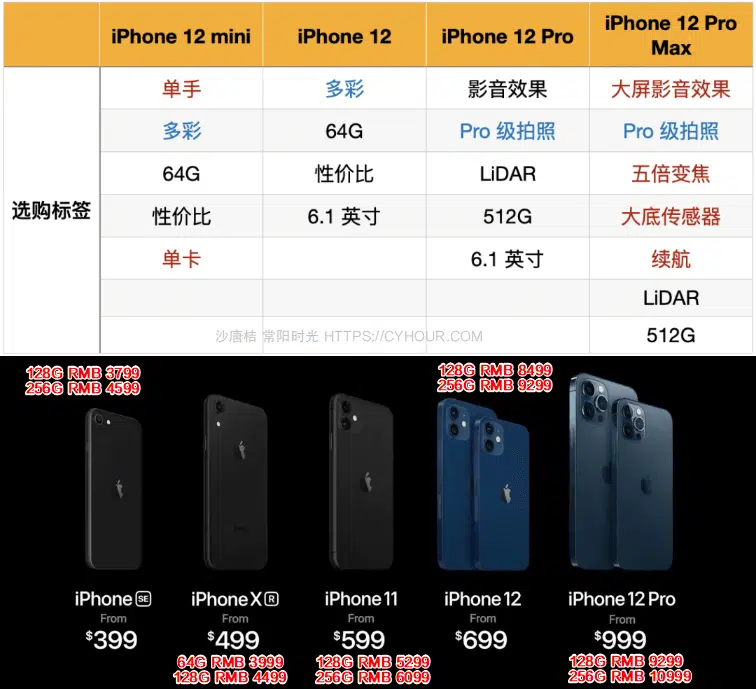 iPhone 12 mini
iPhone 12
iPhone 12 Pro
iPhone 12 Pro
Max
选购标签
单手
多彩
影音效果
大屏影音效果
多彩
64G
Pro 级拍照
Pro 级拍照
64G
性价比
LiDAR
五倍变焦
性价比
6.1 英寸
512G
大底传感器
单卡
6.1 英寸
续航
LiDAR
512G
沙唐桔 常阳时光 HTTPS://CYHOUR.COM
128G RMB 3799
256G RMB 4599
128G RMB 8499
256G RMB 9299
iPhone SE
From
$399
iPhone XR
From
$499
64G RMB 3999
128G RMB 4499
iPhone 11
From
$599
128G RMB 5299
256G RMB 6099
iPhone 12
From
$699
iPhone 12 Pro
From
$999
128G RMB 9299
256G RMB 10999